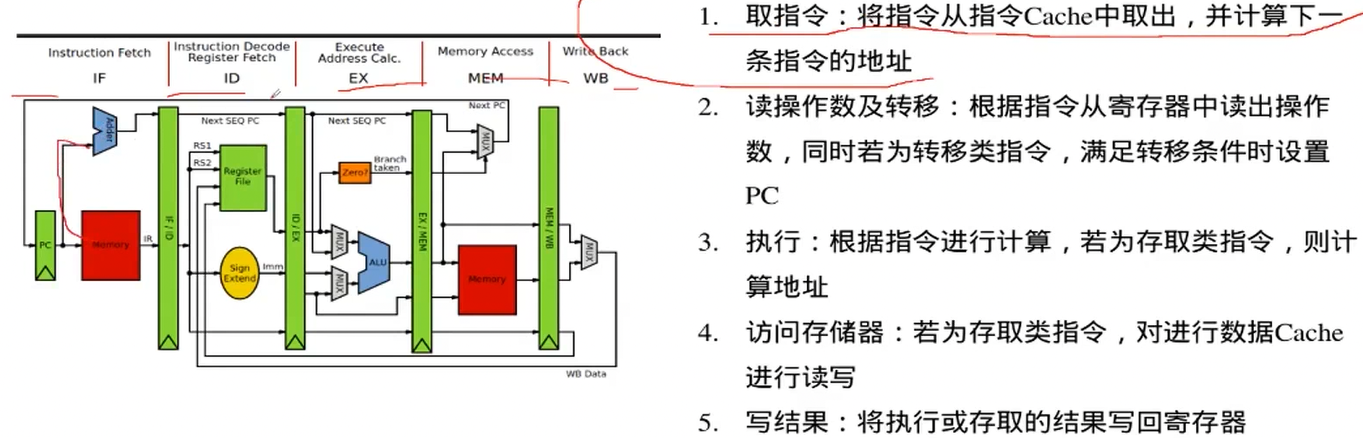 Instruction Fetch
IF
Instruction Decode
Register Fetch
ID
Execute
Address Calc.
EX
Memory Access
MEM
Write Back
WB
Next PC
Adder
Next SEQ PC
Next SEQ PC
MUX
RS1
RS2
Register
File
Zero?
Branch
taken
PC
Memory
IR
IF / ID
ID / EX
EX / MEM
MEM / WB
MUX
MUX
ALU
MUX
Sign
Extend
Imm
Memory
WB Data
1. 取指令：将指令从指令Cache中取出，并计算下一
条指令的地址
2. 读操作数及转移：根据指令从寄存器中读出操作
数，同时若为转移类指令，满足转移条件时设置
PC
3. 执行：根据指令进行计算，若为存取类指令，则计
算地址
4. 访问存储器：若为存取类指令，对进行数据Cache
进行读写
5. 写结果：将执行或存取的结果写回寄存器